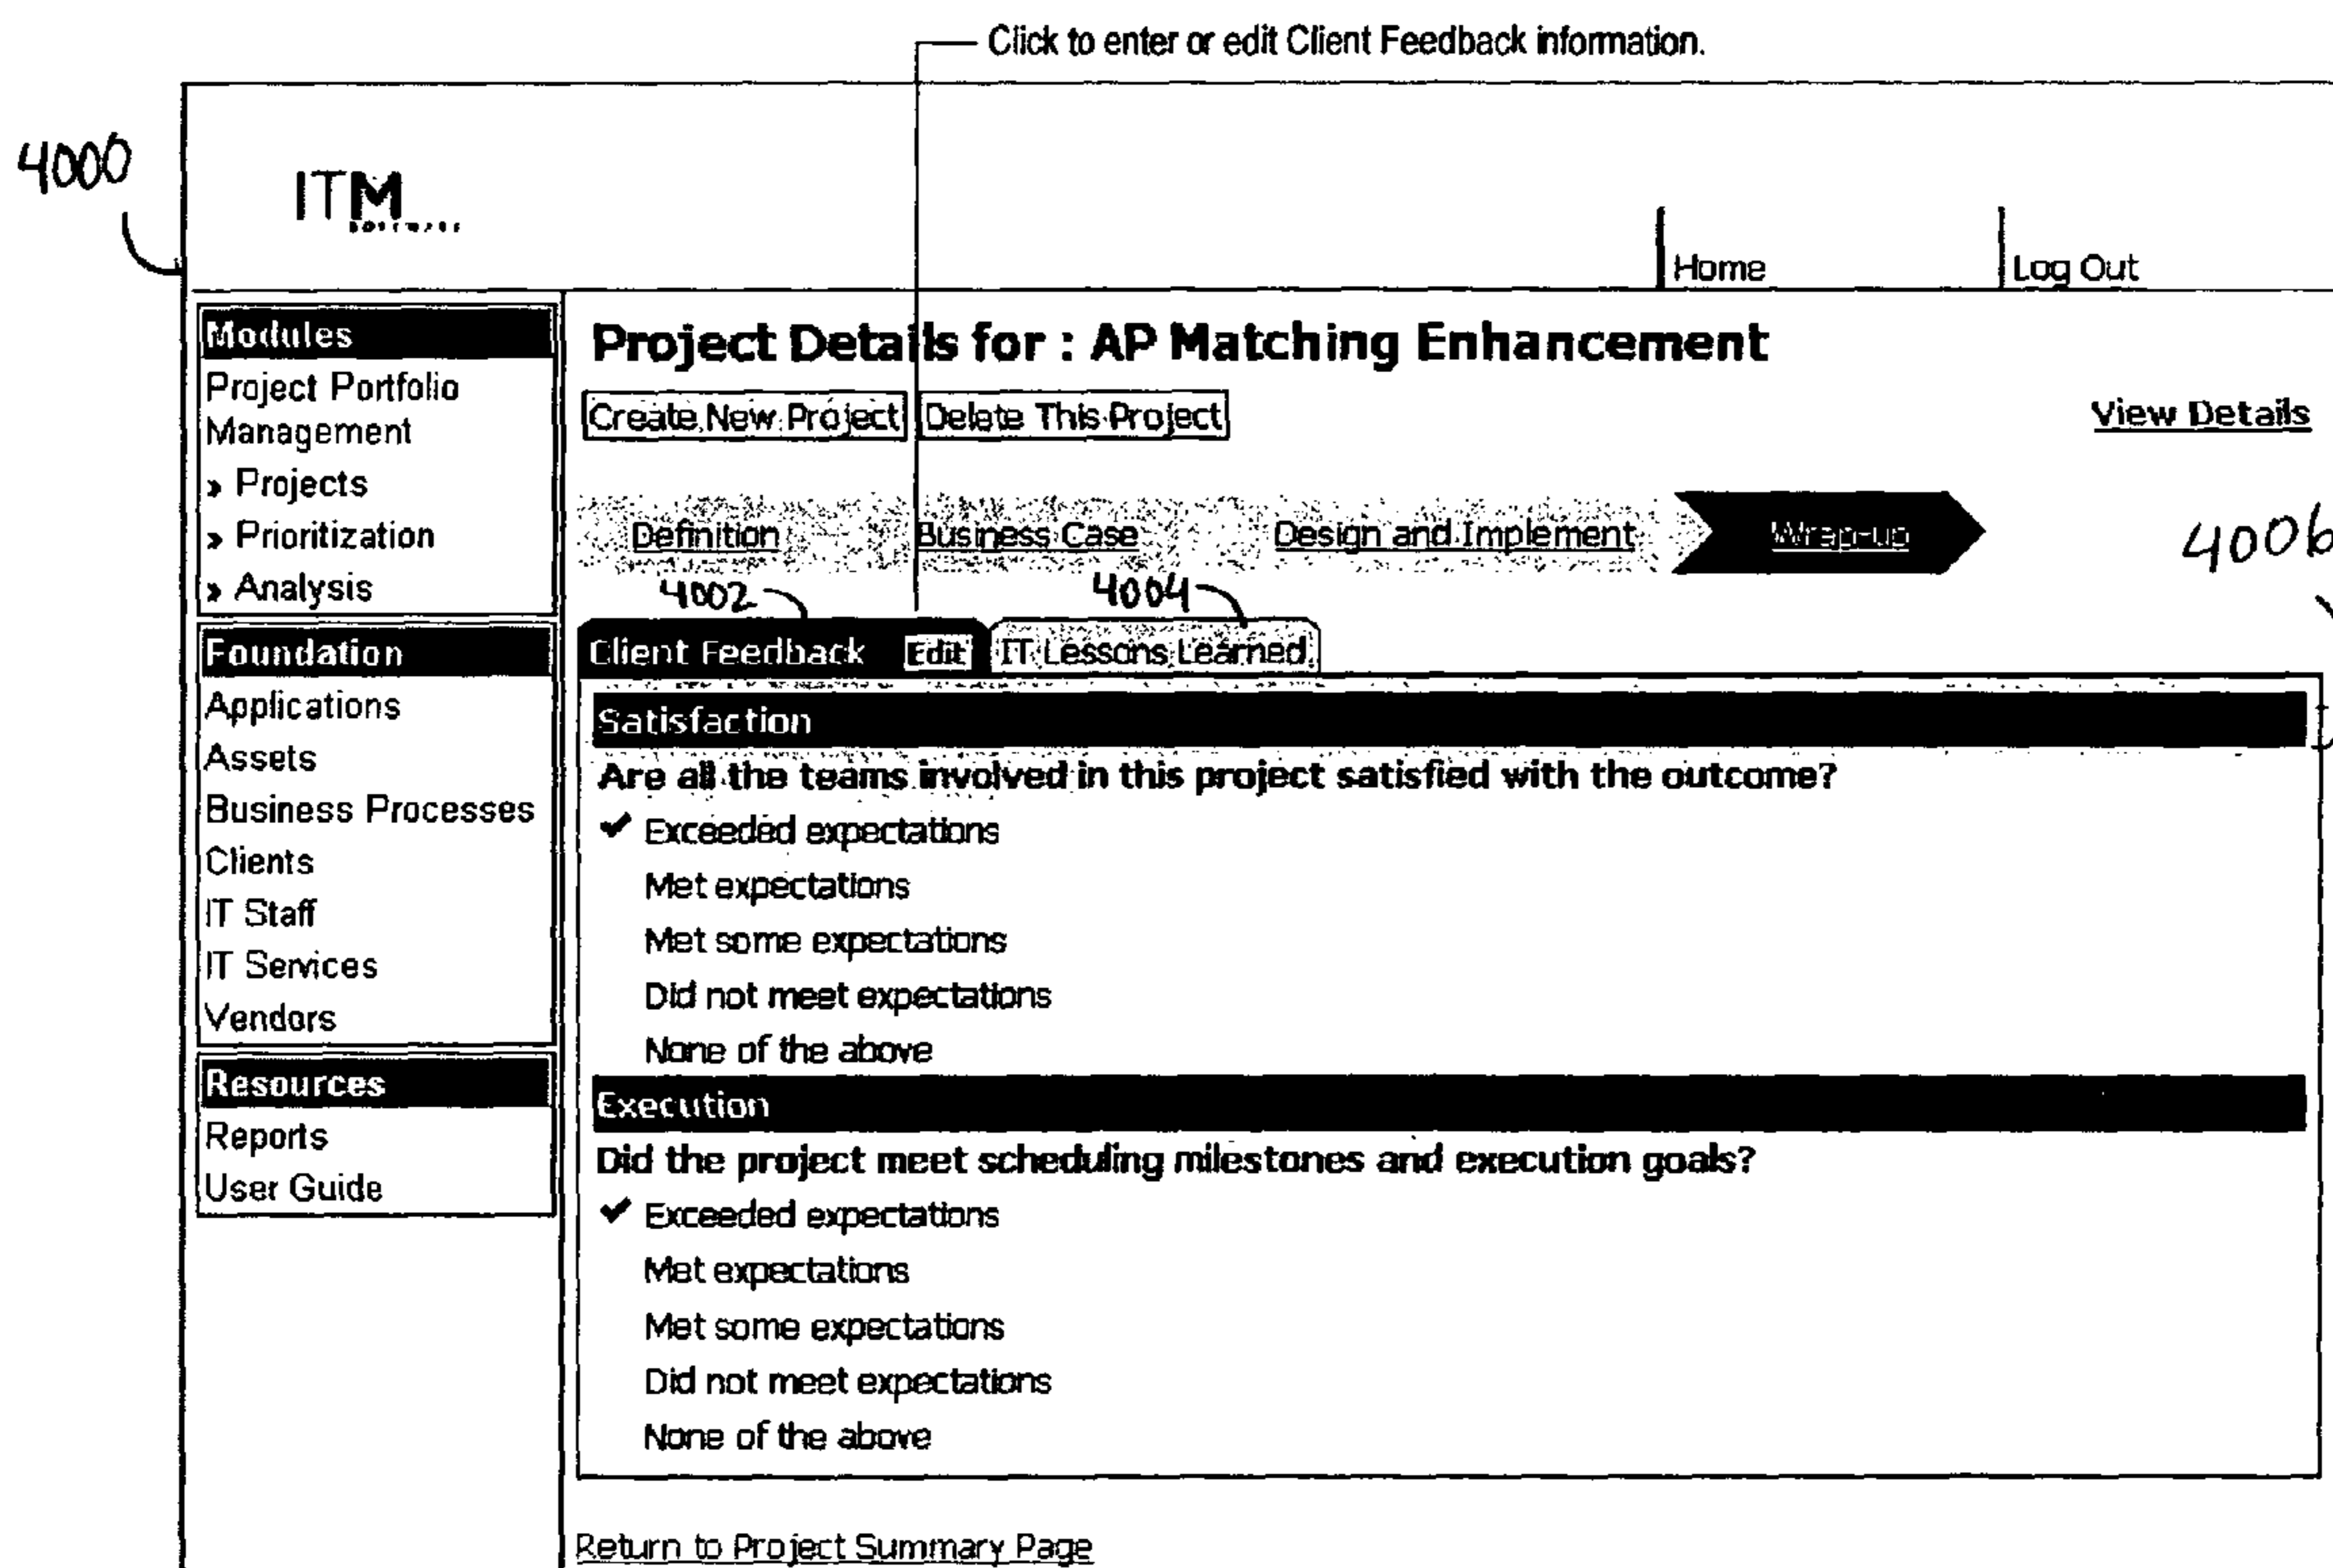 Click to enter or edit Client Feedback information.
4000
ITM
SOFTWARE
Home
Log Out
Modules
Project Portfolio
Management
» Projects
» Prioritization
» Analysis
Foundation
Applications
Assets
Business Processes
Clients
IT Staff
IT Services
Vendors
Resources
Reports
User Guide
Project Details for : AP Matching Enhancement
Create New Project Delete This Project
View Details
Definition Business Case Design and Implement Wrap-up
4006
4002 4004
Client Feedback Edit IT Lessons Learned
Satisfaction
Are all the teams involved in this project satisfied with the outcome?
✔ Exceeded expectations
Met expectations
Met some expectations
Did not meet expectations
None of the above
Execution
Did the project meet scheduling milestones and execution goals?
✔ Exceeded expectations
Met expectations
Met some expectations
Did not meet expectations
None of the above
Return to Project Summary Page